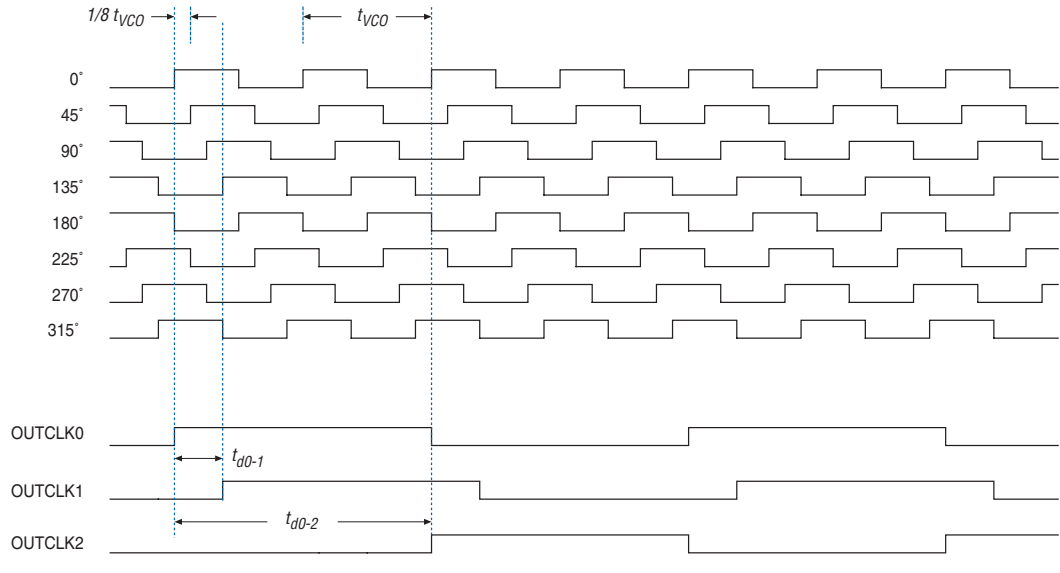 1/8 tVCO
tVCO
0˚
45˚
90˚
135˚
180˚
225˚
270˚
315˚
OUTCLK0
td0-1
OUTCLK1
td0-2
OUTCLK2